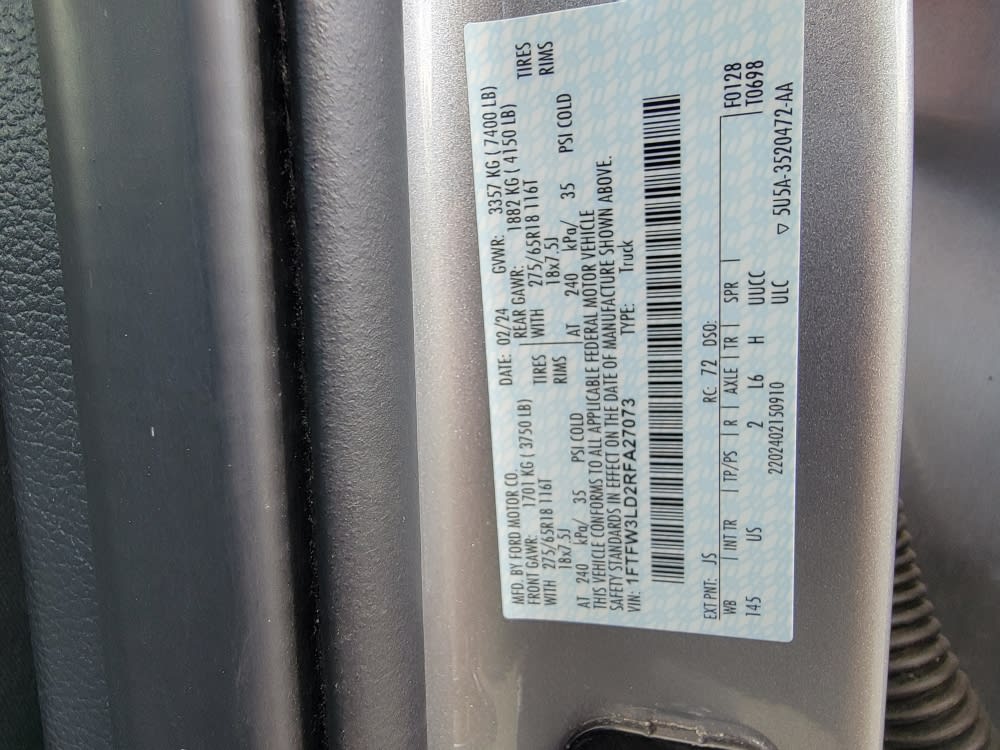 MFD. BY FORD MOTOR CO.
DATE: 02/24 GVWR: 3357 KG ( 7400 LB)
FRONT GAWR: 1701 KG ( 3750 LB) REAR GAWR: 1882 KG ( 4150 LB)
WITH 275/65R18 116T TIRES WITH 275/65R18 116T TIRES
18x7.5J RIMS 18x7.5J RIMS
AT 240 kPa/ 35 PSI COLD AT 240 kPa/ 35 PSI COLD
THIS VEHICLE CONFORMS TO ALL APPLICABLE FEDERAL MOTOR VEHICLE
SAFETY STANDARDS IN EFFECT ON THE DATE OF MANUFACTURE SHOWN ABOVE.
VIN: 1FTFW3LD2RFA27073 TYPE: Truck
F0128
EXT PNT: JS RC: 72 DSO: T0698
WB | INT TR | TP/PS | R | AXLE | TR | SPR |
145 US 2 L6 H UUCC
2202402150910 ULC ▽ 5U5A-3520472-AA